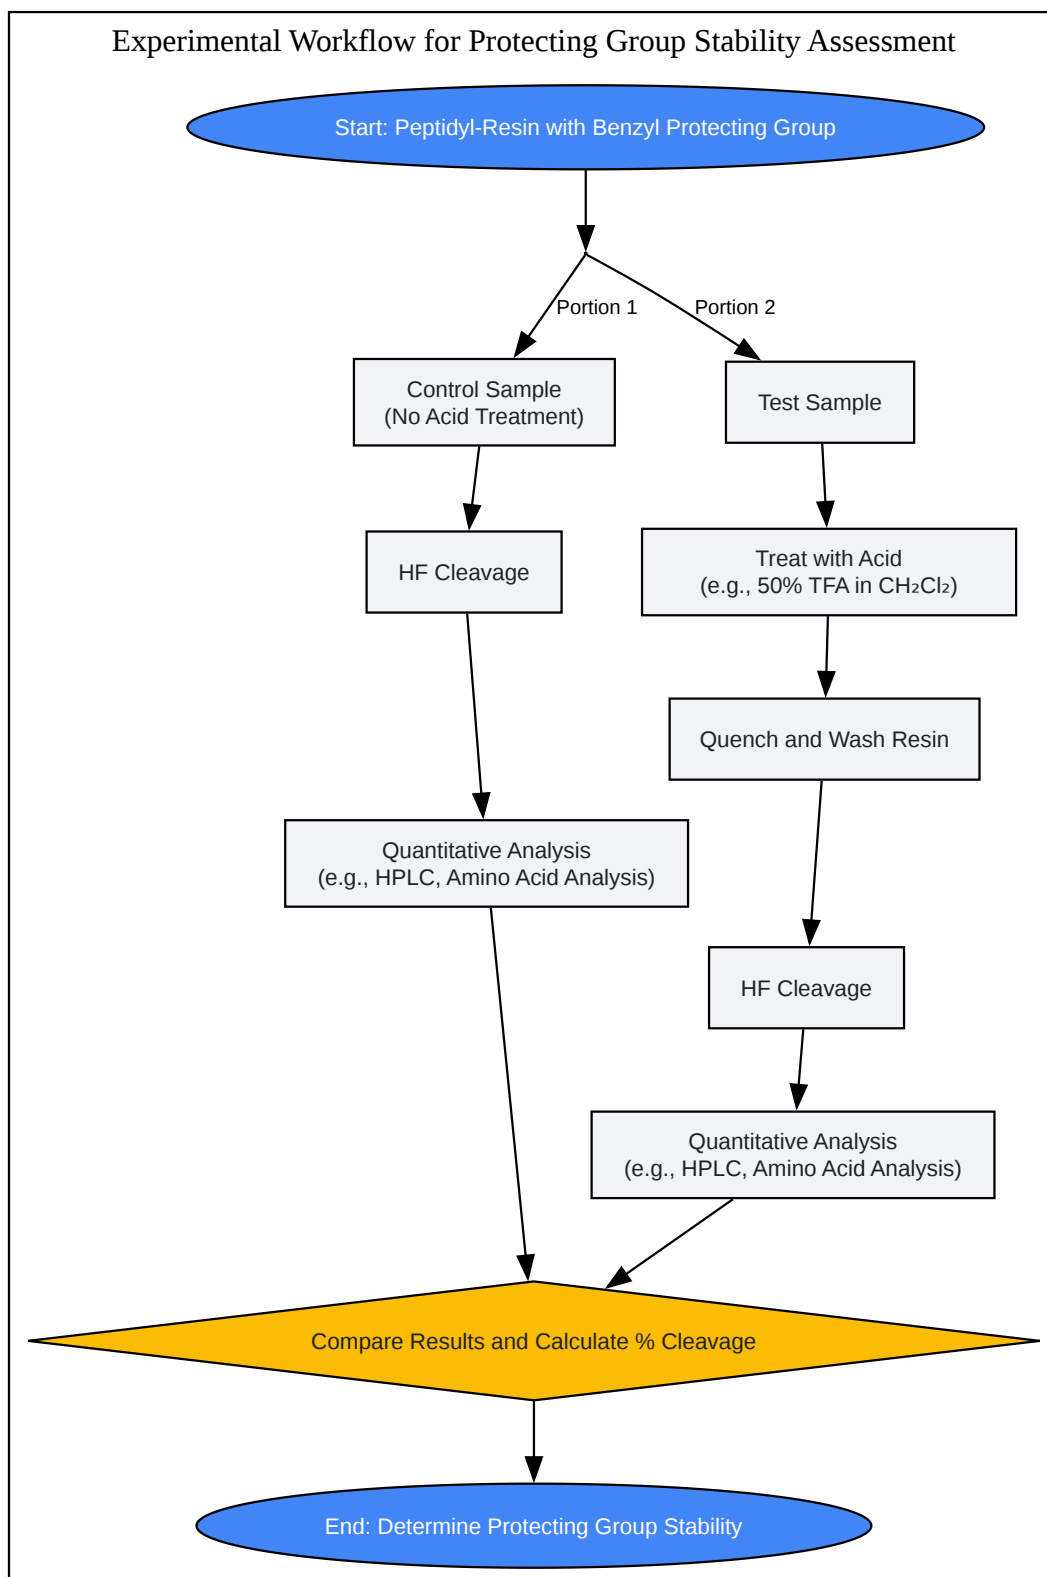 Experimental Workflow for Protecting Group Stability Assessment
Start: Peptidyl-Resin with Benzyl Protecting Group
Portion 1
Portion 2
Control Sample
(No Acid Treatment)
Test Sample
HF Cleavage
Treat with Acid
(e.g., 50% TFA in CH₂Cl₂)
Quench and Wash Resin
Quantitative Analysis
(e.g., HPLC, Amino Acid Analysis)
HF Cleavage
Quantitative Analysis
(e.g., HPLC, Amino Acid Analysis)
Compare Results and Calculate % Cleavage
End: Determine Protecting Group Stability